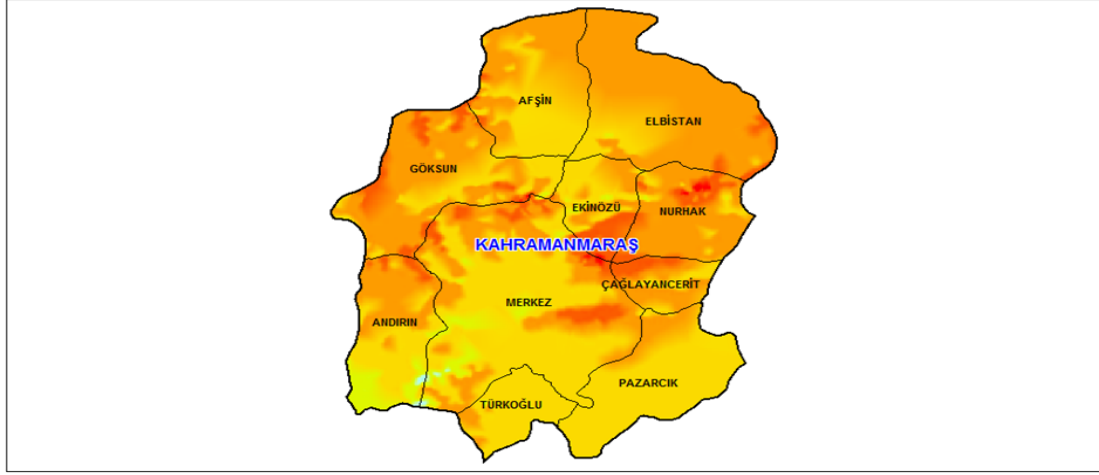 AFŞİN
ELBİSTAN
GÖKSUN
EKİNÖZÜ
NURHAK
KAHRAMANMARAŞ
ÇAĞLAYANCERİT
MERKEZ
ANDIRIN
PAZARCIK
TÜRKOĞLU